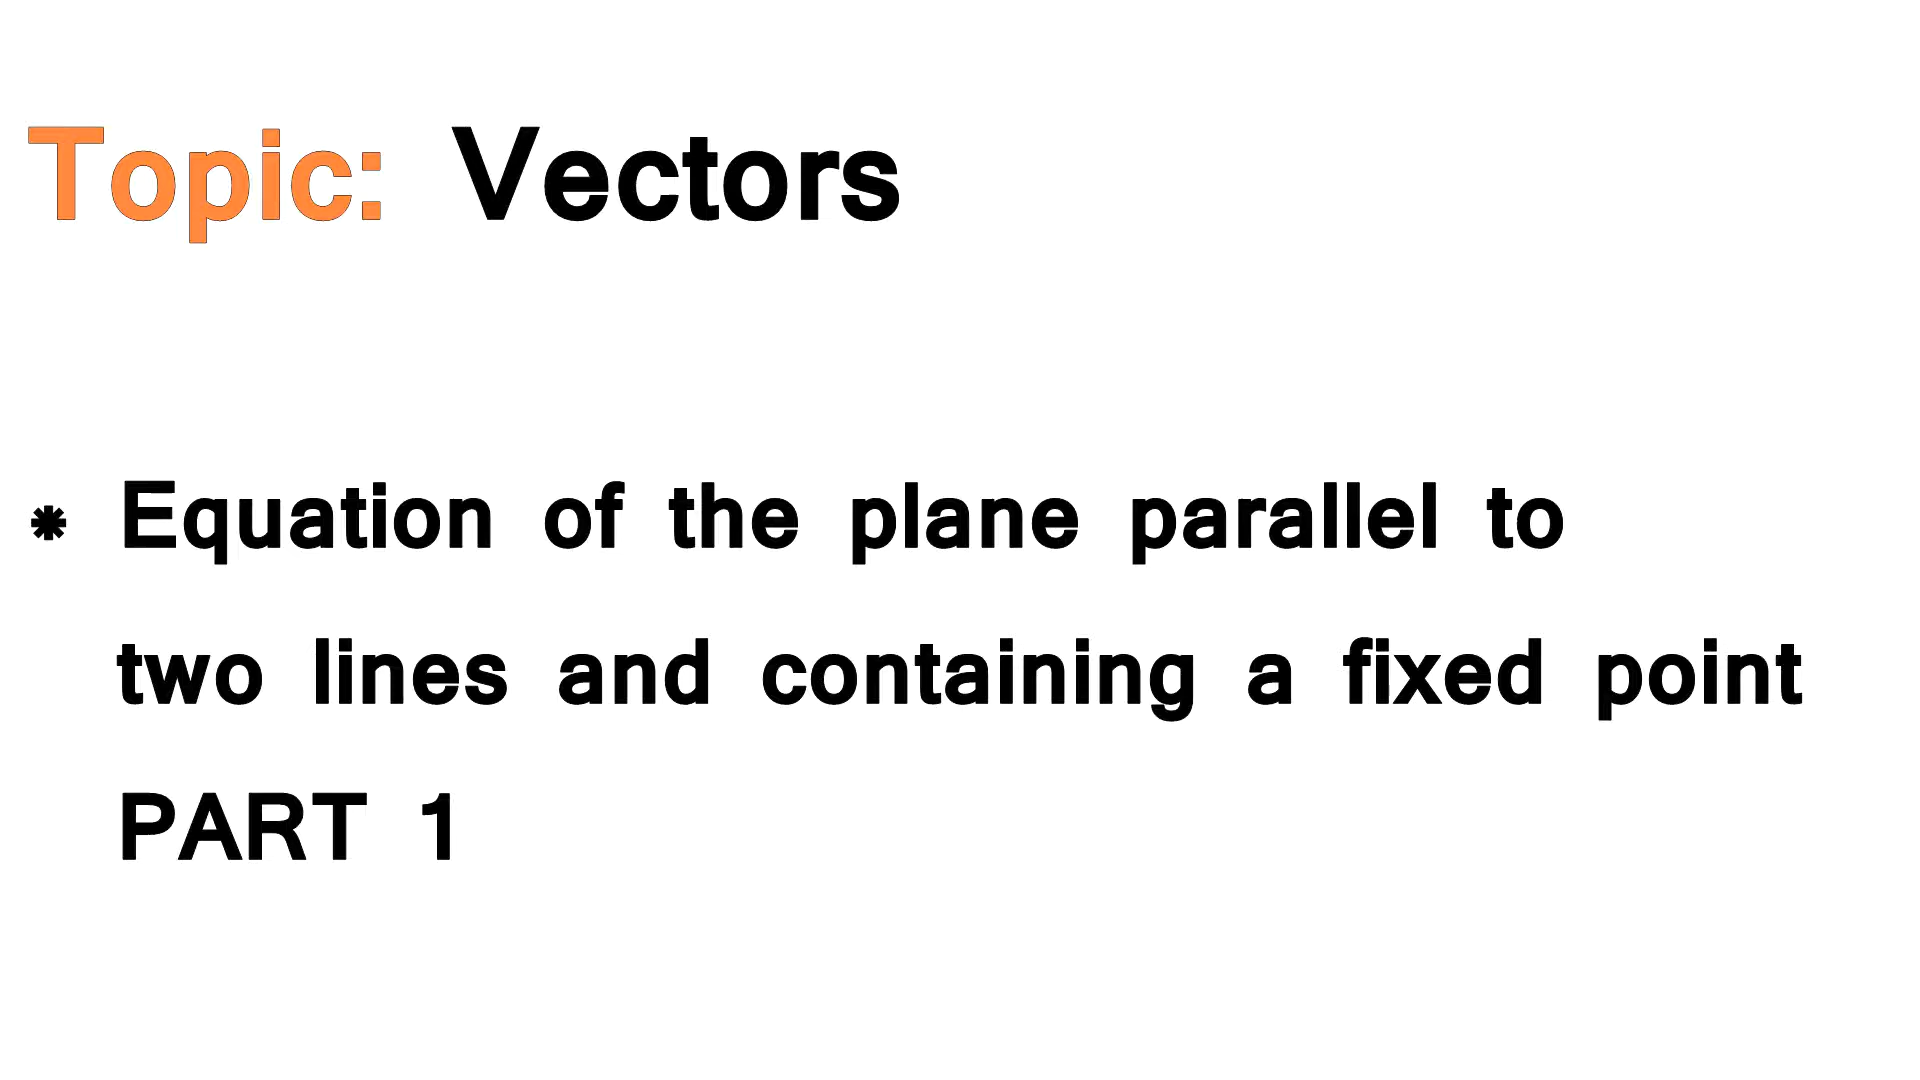 Topic: Vectors
* Equation of the plane parallel to
two lines and containing a fixed point
PART 1